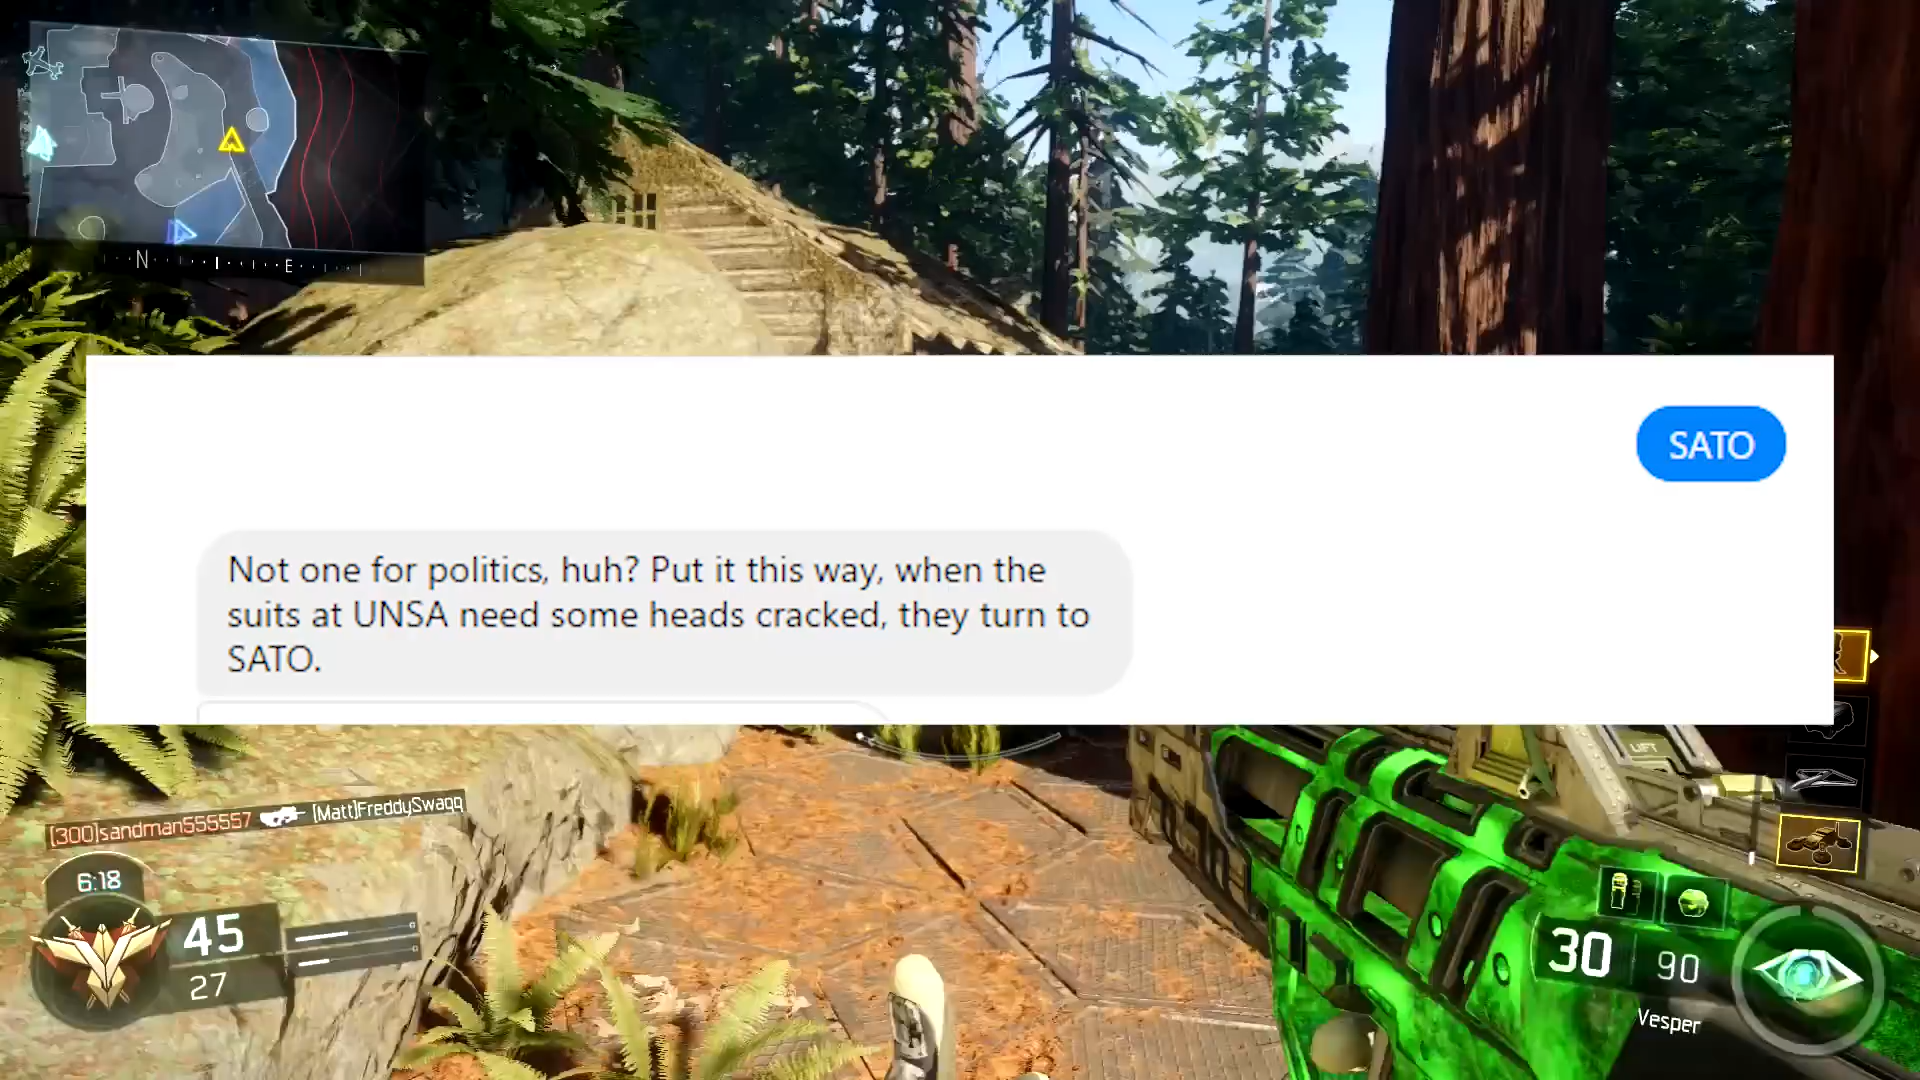 N
E
SATO
Not one for politics, huh? Put it this way, when the
suits at UNSA need some heads cracked, they turn to
SATO.
LIFT
[300]sandman555557 [Matt]FreddySwagg
6:18
45
27
30 90
Vesper